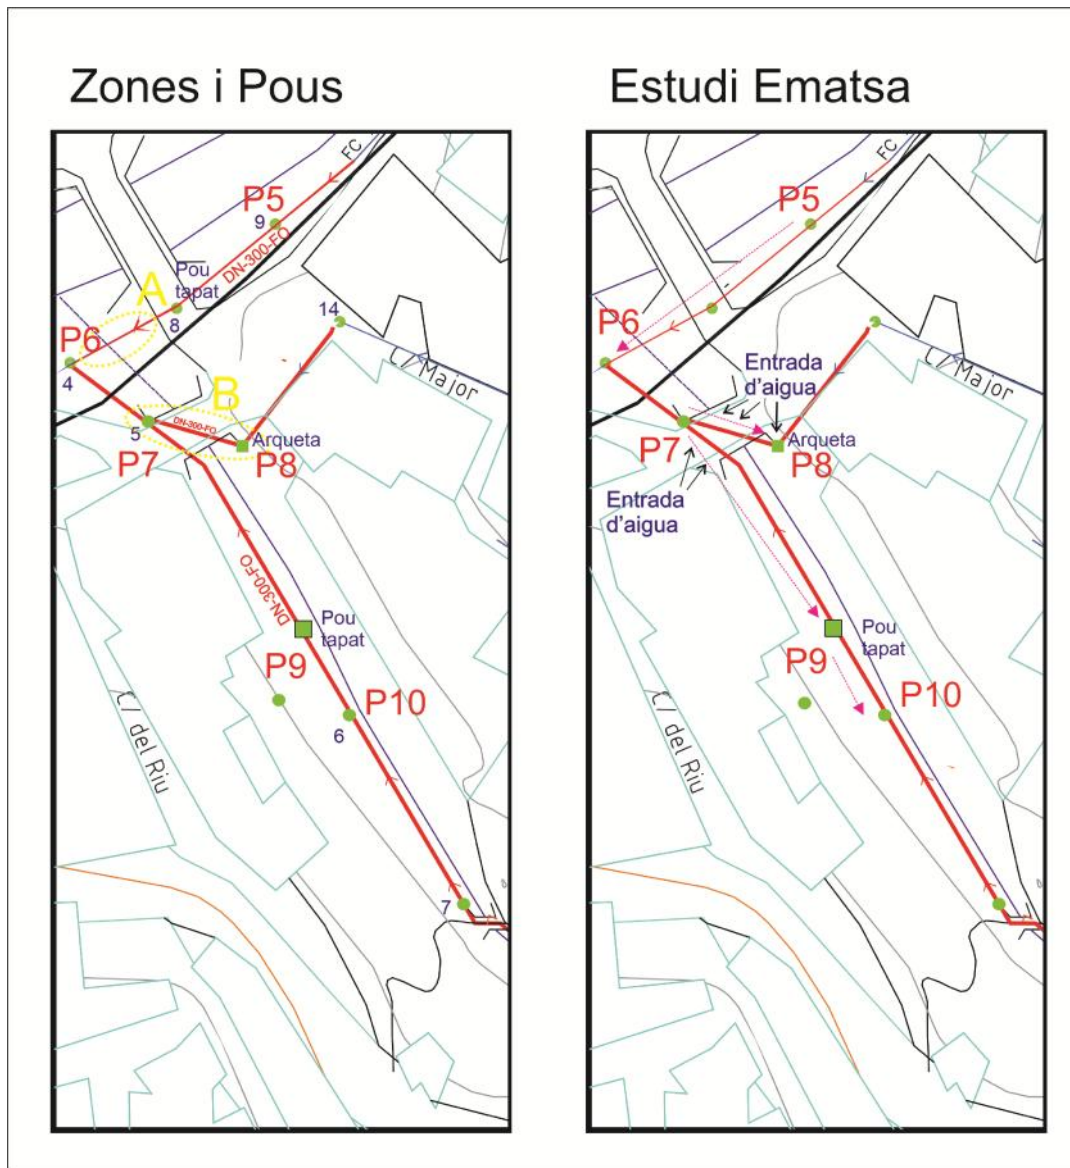 Zones i Pous
FC
P5
9
DN-300-FO
Pou
tapat
A
8
14
P6
4
C/ Major
B
5
DN-300-FO
Arqueta
P7
P8
DN-300-FO
Pou
tapat
P9
P10
6
C/ del Riu
7
Estudi Ematsa
FC
P5
P6
Entrada
d'aigua
C/ Major
Arqueta
P7
P8
Entrada
d'aigua
Pou
tapat
P9
P10
C/ del Riu